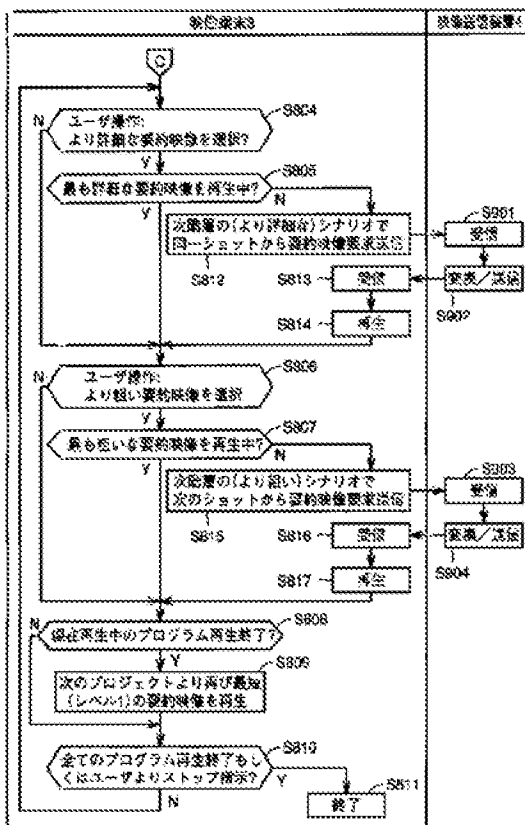 映像端末3
映像送信装置4
C
S804
N
ユーザ操作:
より詳細な要約映像を選択?
Y
S805
最も詳細な要約映像を再生中?
N
Y
次階層の(より詳細な)シナリオで
同一ショットから要約映像要求送信
S812
S901
受信
S813
受信
変換/送信
S902
S814
再生
S806
N
ユーザ操作:
より粗い要約映像を選択
Y
S807
最も粗いな要約映像を再生中?
N
Y
次階層の(より粗い)シナリオで
次のショットから要約映像要求送信
S815
S903
受信
S816
受信
変換/送信
S904
S817
再生
S808
N
現在再生中のプログラム再生終了?
Y
S809
次のプロジェクトより再び最短
(レベル1)の要約映像を再生
S810
全てのプログラム再生終了もし
くはユーザよりストップ指示?
Y
N
S811
終了